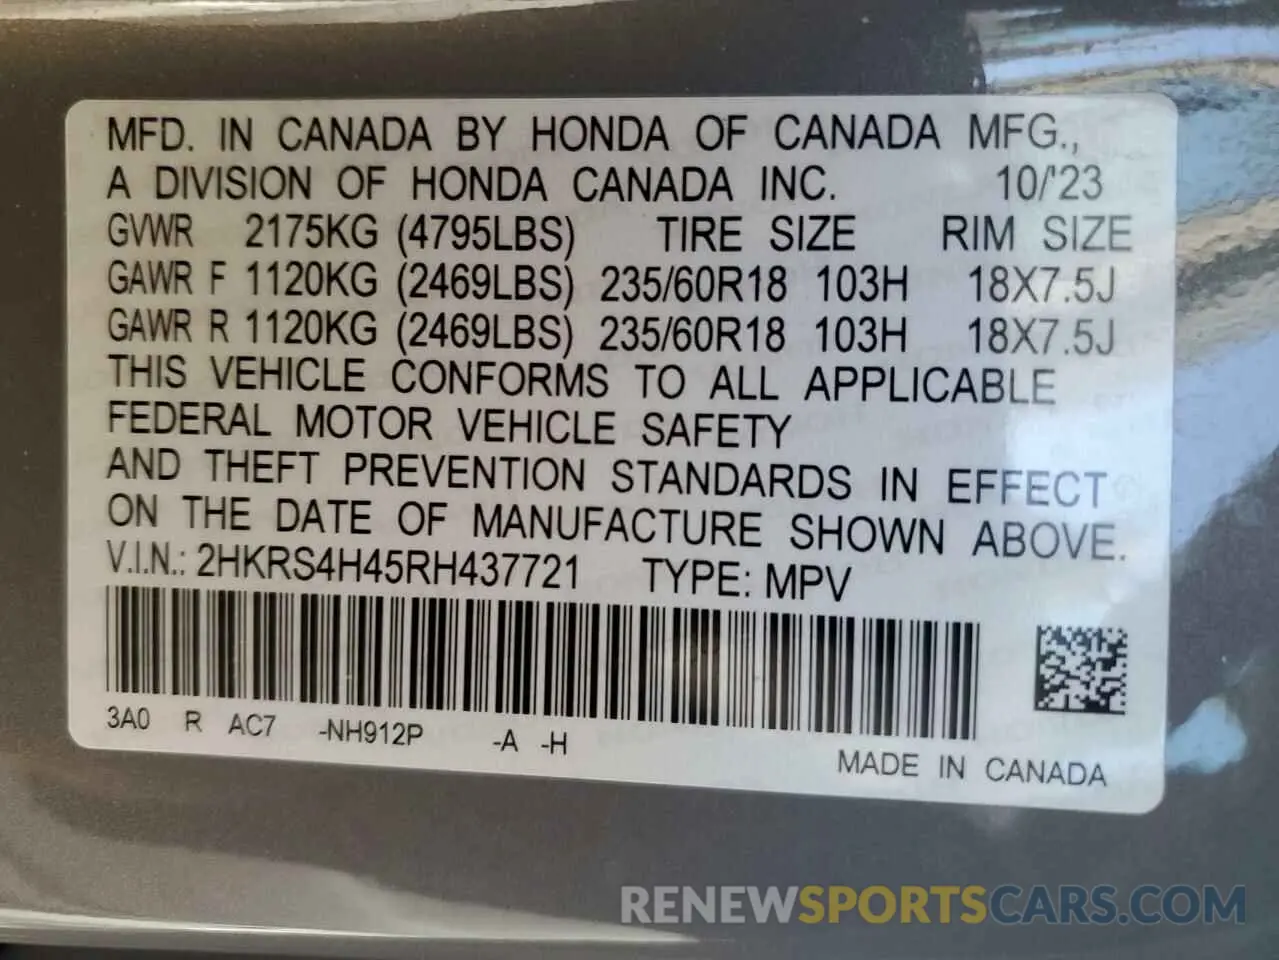 MFD. IN CANADA BY HONDA OF CANADA MFG.,
A DIVISION OF HONDA CANADA INC. 10/'23
GVWR 2175KG (4795LBS) TIRE SIZE RIM SIZE
GAWR F 1120KG (2469LBS) 235/60R18 103H 18X7.5J
GAWR R 1120KG (2469LBS) 235/60R18 103H 18X7.5J
THIS VEHICLE CONFORMS TO ALL APPLICABLE
FEDERAL MOTOR VEHICLE SAFETY
AND THEFT PREVENTION STANDARDS IN EFFECT
ON THE DATE OF MANUFACTURE SHOWN ABOVE.
V.I.N.: 2HKRS4H45RH437721 TYPE: MPV
3A0 R AC7 -NH912P -A -H
MADE IN CANADA
RENEWSPORTSCARS.COM